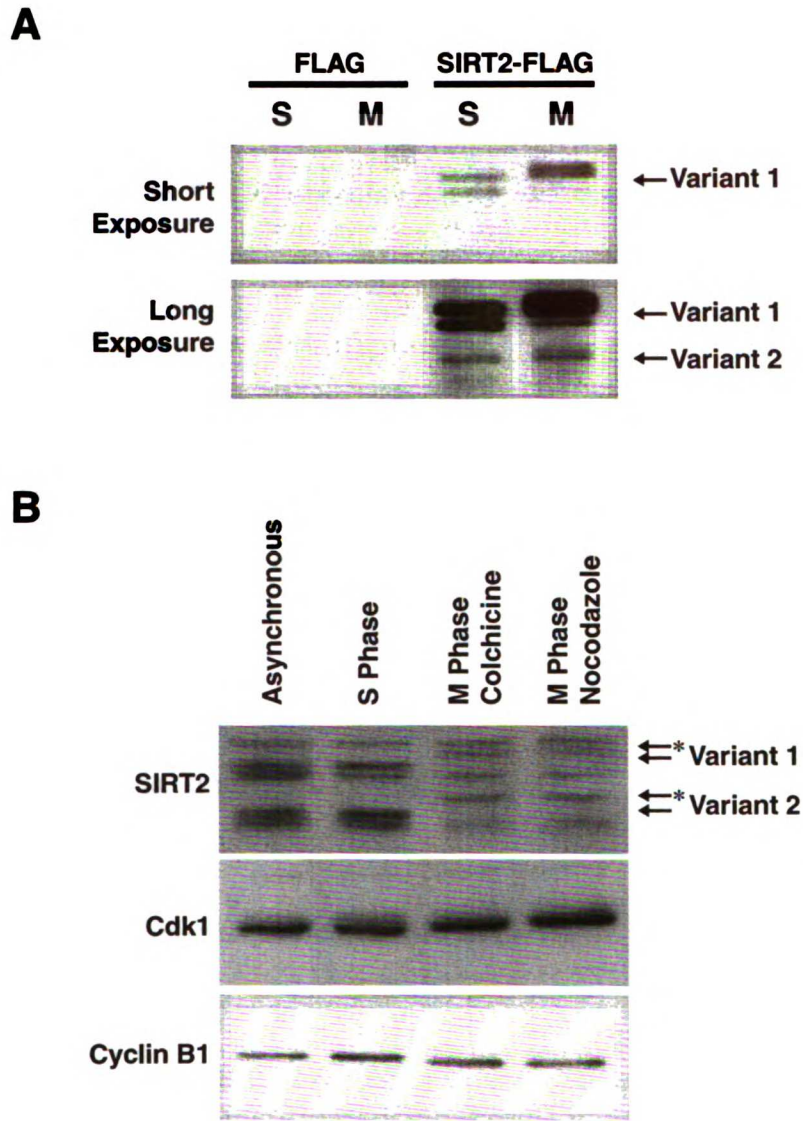 A
FLAG SIRT2-FLAG
S M S M
Short
Exposure
Variant 1
Long
Exposure
Variant 1
Variant 2
B
Asynchronous
S Phase
M Phase
Colchicine
M Phase
Nocodazole
SIRT2
* Variant 1
* Variant 2
Cdk1
Cyclin B1